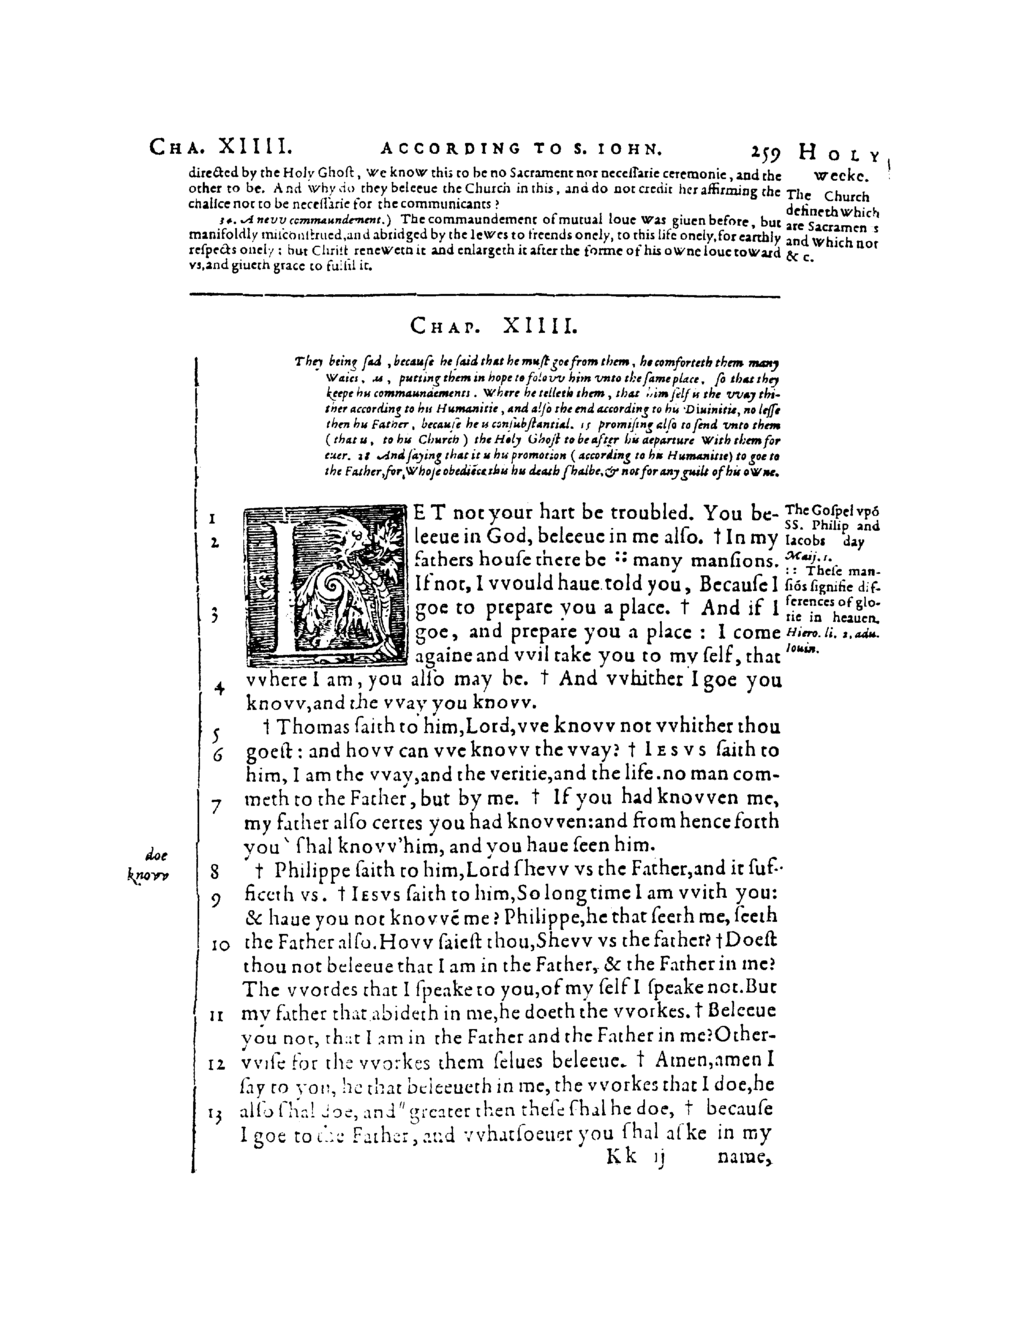 CHA. XIIII. ACCORDING TO S. IOHN. 259 HOLY
weeke.
directed by the Holy Ghoſt, we know this to be no Sacrament nor neceſſarie ceremonie, and the
other to be. And why do they beleeue the Church in this, and do not credit her affirming the
chalice not to be neceſſarie for the communicants?
The Church
defineth which
are Sacramen s
and which not
&c.
34. A nevv commaundement.) The commaundement of mutual loue was giuen before, but
manifoldly miſconſtrued, and abridged by the Iewes to freends onely, to this life onely, for earthly
reſpects onely: but Chriſt reneweth it and enlargeth it after the forme of his owne loue toward
vs, and giueth grace to fulfil it.
CHAP. XIIII.
They being ſad, becauſe he ſaid that he muſt goe from them, he comforteth them many
waies, as, putting them in hope to folovv him vnto the ſame place, ſo that they
keepe his commaundements. Where he telleth them, that him ſelf is the vvay thi-
ther according to his Humanitie, and alſo the end according to his Diuinitie, no leſſe
then his Father, becauſe he is conſubſtantial. 15 promiſing alſo to ſend vnto them
(that is, to his Church) the Holy Ghoſt to be after his departure with them for
euer. 28 And ſaying that it is his promotion (according to his Humanitie) to goe to
the Father, for, whoſe obediēce this his death ſhalbe, & not for any guilt of his owne.
1 LET not your hart be troubled. You be-
2 leeue in God, beleeue in me alſo. † In my
fathers houſe there be :: many manſions.
If not, I vvould haue told you, Becauſe I
3 goe to prepare you a place. † And if I
goe, and prepare you a place: I come
againe and vvil take you to my ſelf, that
4 vvhere I am, you alſo may be. † And vvhither I goe you
knovv, and the vvay you knovv.
The Goſpel vpō
SS. Philip and
Iacobs day
Maij. 1.
:: Theſe man-
ſiōs ſignifie dif-
ferences of glo-
rie in heauen.
Hiero. li. 2. adu.
Iouin.
5 † Thomas ſaith to him, Lord, vve knovv not vvhither thou
6 goeſt: and hovv can vve knovv the vvay? † IESVS ſaith to
him, I am the vvay, and the veritie, and the life. no man com-
7 meth to the Father, but by me. † If you had knovven me,
my father alſo certes you had knovven: and from hence forth
you ‵ ſhal knovv' him, and you haue ſeen him.
doe
knovv
8 † Philippe ſaith to him, Lord ſhevv vs the Father, and it ſuf-
9 ficeth vs. † IESVS ſaith to him, So long time I am vvith you:
& haue you not knovvē me? Philippe, he that ſeeth me, ſeeth
10 the Father alſo. Hovv ſaieſt thou, Shevv vs the father? † Doeſt
thou not beleeue that I am in the Father, & the Father in me?
The vvordes that I ſpeake to you, of my ſelf I ſpeake not. But
11 my father that abideth in me, he doeth the vvorkes. † Beleeue
you not, that I am in the Father and the Father in me? Other-
12 vviſe for the vvorkes them ſelues beleeue. † Amen, amen I
ſay to you, he that beleeueth in me, the vvorkes that I doe, he
13 alſo ſhal doe, and " greater then theſe ſhal he doe, † becauſe
I goe to the Father, and vvhatſoeuer you ſhal aſke in my
Kk ij name,